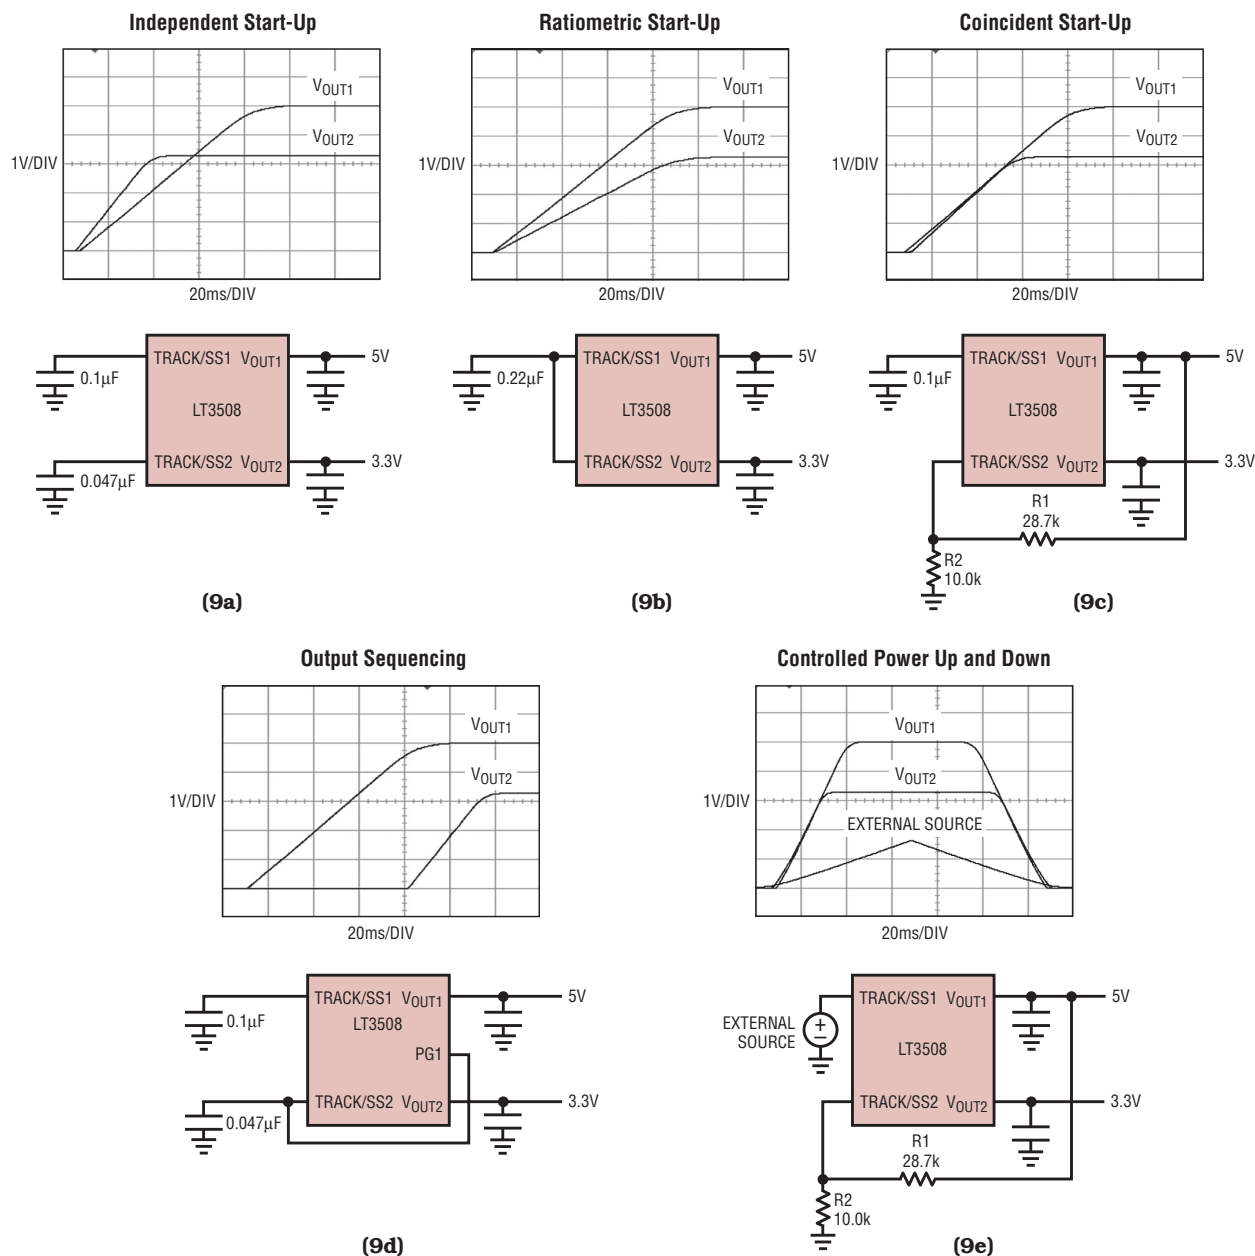 Independent Start-Up
VOUT1
VOUT2
1V/DIV
20ms/DIV
TRACK/SS1 VOUT1
5V
0.1µF
LT3508
TRACK/SS2 VOUT2
3.3V
0.047µF
(9a)
Ratiometric Start-Up
VOUT1
VOUT2
1V/DIV
20ms/DIV
TRACK/SS1 VOUT1
5V
0.22µF
LT3508
TRACK/SS2 VOUT2
3.3V
(9b)
Coincident Start-Up
VOUT1
VOUT2
1V/DIV
20ms/DIV
TRACK/SS1 VOUT1
5V
0.1µF
LT3508
TRACK/SS2 VOUT2
3.3V
R1
28.7k
R2
10.0k
(9c)
Output Sequencing
VOUT1
VOUT2
1V/DIV
20ms/DIV
TRACK/SS1 VOUT1
5V
0.1µF
LT3508
PG1
TRACK/SS2 VOUT2
3.3V
0.047µF
(9d)
Controlled Power Up and Down
VOUT1
VOUT2
1V/DIV
EXTERNAL SOURCE
20ms/DIV
TRACK/SS1 VOUT1
5V
EXTERNAL
SOURCE
+
–
LT3508
TRACK/SS2 VOUT2
3.3V
R1
28.7k
R2
10.0k
(9e)